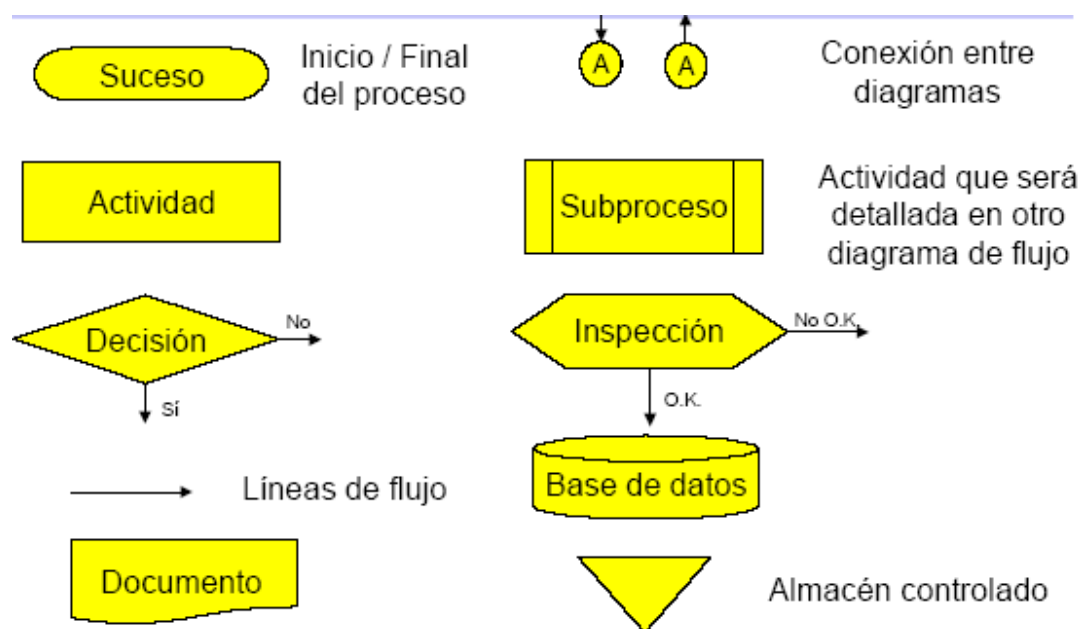 Suceso
Inicio / Final
del proceso
A
A
Conexión entre
diagramas
Actividad
Subproceso
Actividad que será
detallada en otro
diagrama de flujo
Decisión
No
Sí
Inspección
No O.K.
O.K.
Líneas de flujo
Base de datos
Documento
Almacén controlado